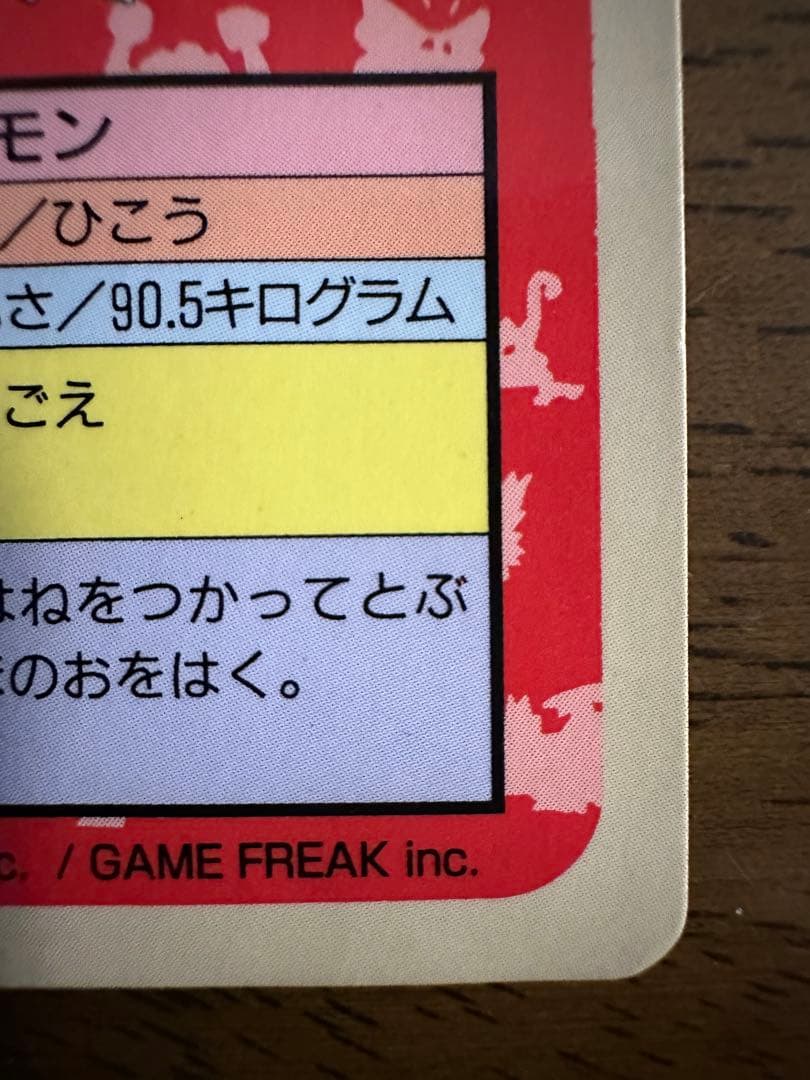 モン
／ひこう
さ／90.5キログラム
ごえ
はねをつかってとぶ
のおをはく。
c. / GAME FREAK inc.